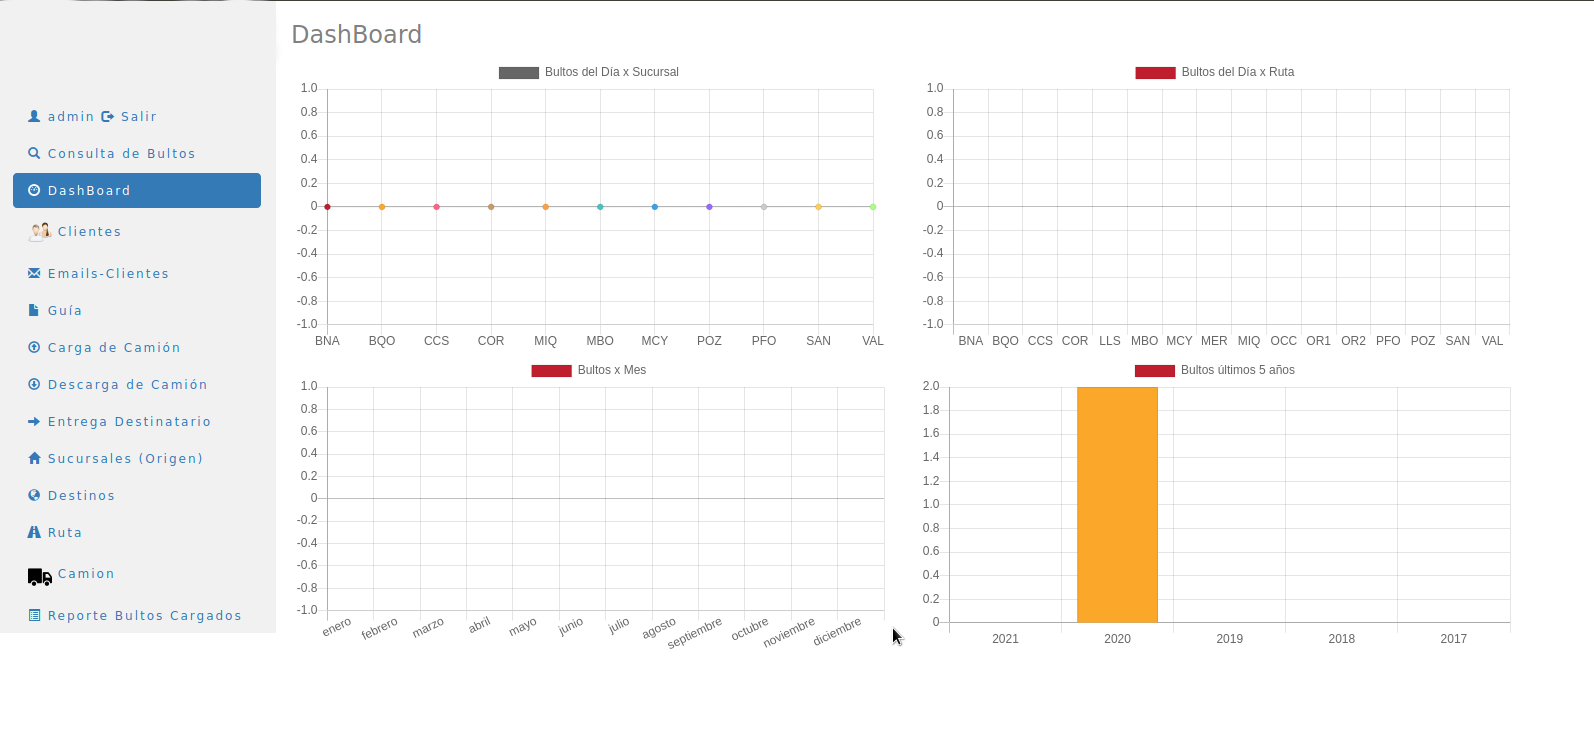 DashBoard
admin Salir
Consulta de Bultos
DashBoard
Clientes
Emails-Clientes
Guía
Carga de Camión
Descarga de Camión
Entrega Destinatario
Sucursales (Origen)
Destinos
Ruta
Camion
Reporte Bultos Cargados
Bultos del Día x Sucursal
1.0
0.8
0.6
0.4
0.2
0
-0.2
-0.4
-0.6
-0.8
-1.0
BNA BQO CCS COR MIQ MBO MCY POZ PFO SAN VAL
Bultos del Día x Ruta
1.0
0.8
0.6
0.4
0.2
0
-0.2
-0.4
-0.6
-0.8
-1.0
BNA BQO CCS COR LLS MBO MCY MER MIQ OCC OR1 OR2 PFO POZ SAN VAL
Bultos x Mes
1.0
0.8
0.6
0.4
0.2
0
-0.2
-0.4
-0.6
-0.8
-1.0
enero febrero marzo abril mayo junio julio agosto septiembre octubre noviembre diciembre
Bultos últimos 5 años
2.0
1.8
1.6
1.4
1.2
1.0
0.8
0.6
0.4
0.2
0
2021 2020 2019 2018 2017